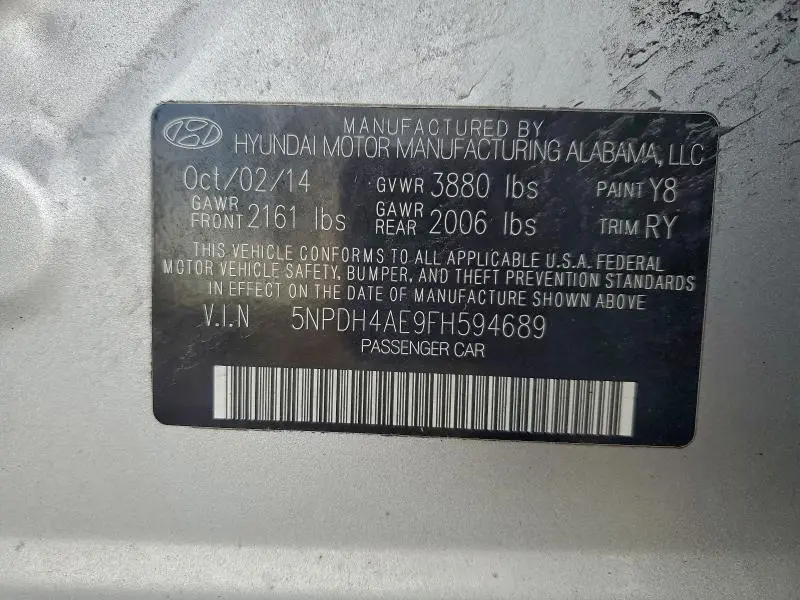 MANUFACTURED BY
HYUNDAI MOTOR MANUFACTURING ALABAMA, LLC
Oct/02/14 GVWR 3880 lbs PAINT Y8
GAWR FRONT 2161 lbs GAWR REAR 2006 lbs TRIM RY
THIS VEHICLE CONFORMS TO ALL APPLICABLE U.S.A. FEDERAL
MOTOR VEHICLE SAFETY, BUMPER, AND THEFT PREVENTION STANDARDS
IN EFFECT ON THE DATE OF MANUFACTURE SHOWN ABOVE.
V.I.N 5NPDH4AE9FH594689
PASSENGER CAR